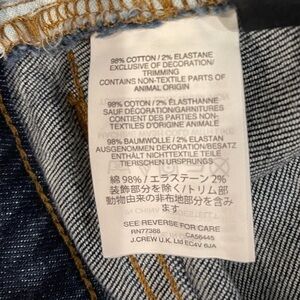 98% COTTON / 2% ELASTANE
EXCLUSIVE OF DECORATION/
TRIMMING
CONTAINS NON-TEXTILE PARTS OF
ANIMAL ORIGIN
98% COTON / 2% ÉLASTHANNE
SAUF DÉCORATION/GARNITURES
CONTIENT DES PARTIES NON-
TEXTILES D'ORIGINE ANIMALE
98% BAUMWOLLE / 2% ELASTAN
AUSGENOMMEN DEKORATION/BESATZ
ENTHÄLT NICHTTEXTILE TEILE
TIERISCHEN URSPRUNGS
綿 98% / エラステーン 2%
装飾部分を除く/トリム部
動物由来の非布地部分を含み
ます
SEE REVERSE FOR CARE
RN77388 CA56445
J.CREW U.K. Ltd EC4V 6JA